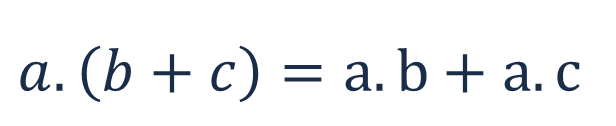 a. (b + c) = a. b + a. c